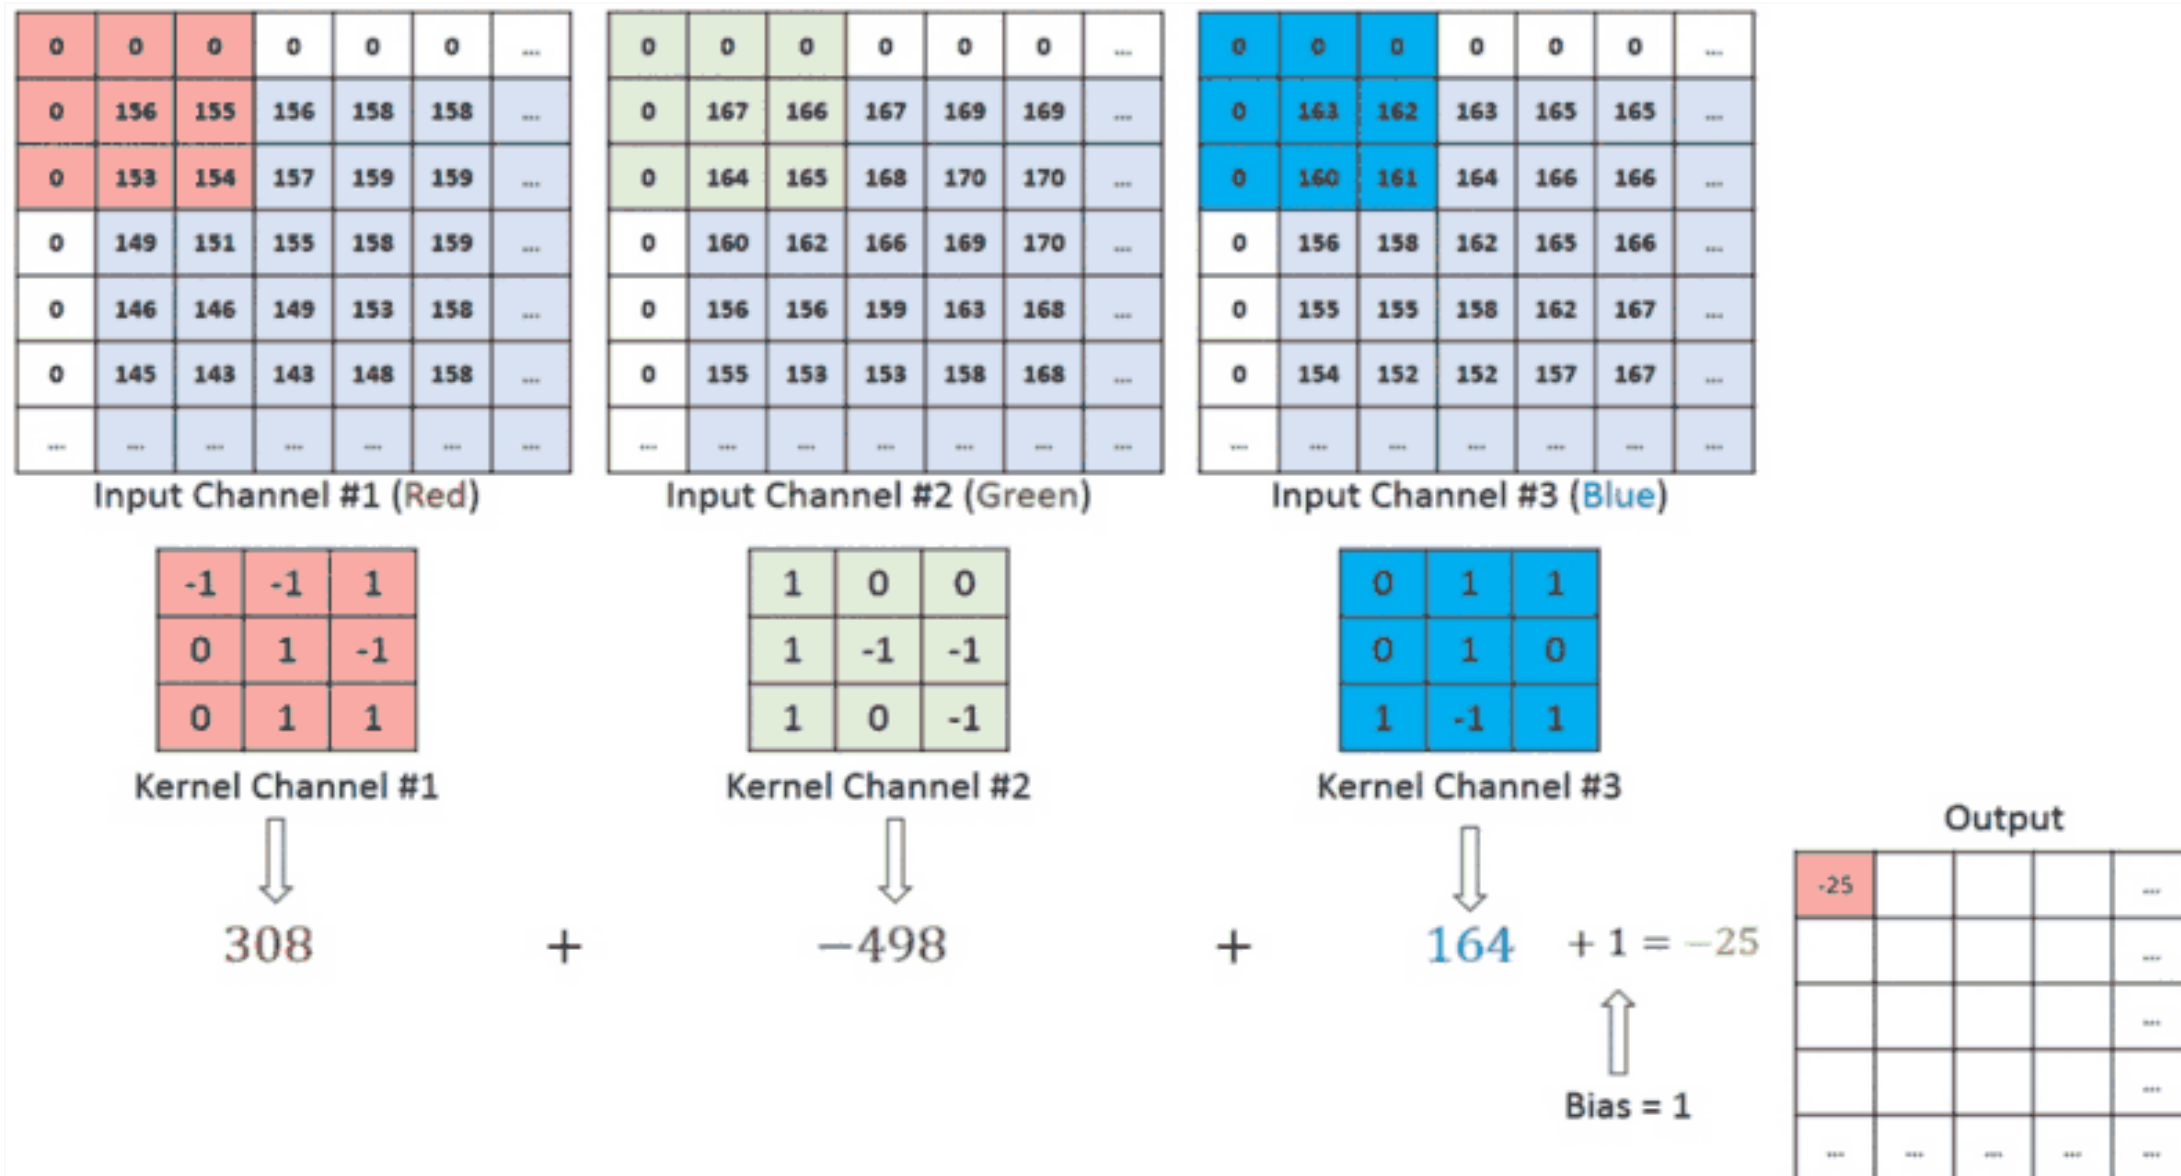 0 0 0 0 0 0 ...
0 156 155 156 158 158 ...
0 153 154 157 159 159 ...
0 149 151 155 158 159 ...
0 146 146 149 153 158 ...
0 145 143 143 148 158 ...
... ... ... ... ... ... ...
Input Channel #1 (Red)
0 0 0 0 0 0 ...
0 167 166 167 169 169 ...
0 164 165 168 170 170 ...
0 160 162 166 169 170 ...
0 156 156 159 163 168 ...
0 155 153 153 158 168 ...
... ... ... ... ... ... ...
Input Channel #2 (Green)
0 0 0 0 0 0 ...
0 163 162 163 165 165 ...
0 160 161 164 166 166 ...
0 156 158 162 165 166 ...
0 155 155 158 162 167 ...
0 154 152 152 157 167 ...
... ... ... ... ... ... ...
Input Channel #3 (Blue)
-1 -1 1
0 1 -1
0 1 1
Kernel Channel #1
1 0 0
1 -1 -1
1 0 -1
Kernel Channel #2
0 1 1
0 1 0
1 -1 1
Kernel Channel #3
308 + −498 + 164 + 1 = −25
Bias = 1
Output
-25 ...
...
...
...
... ... ... ... ...